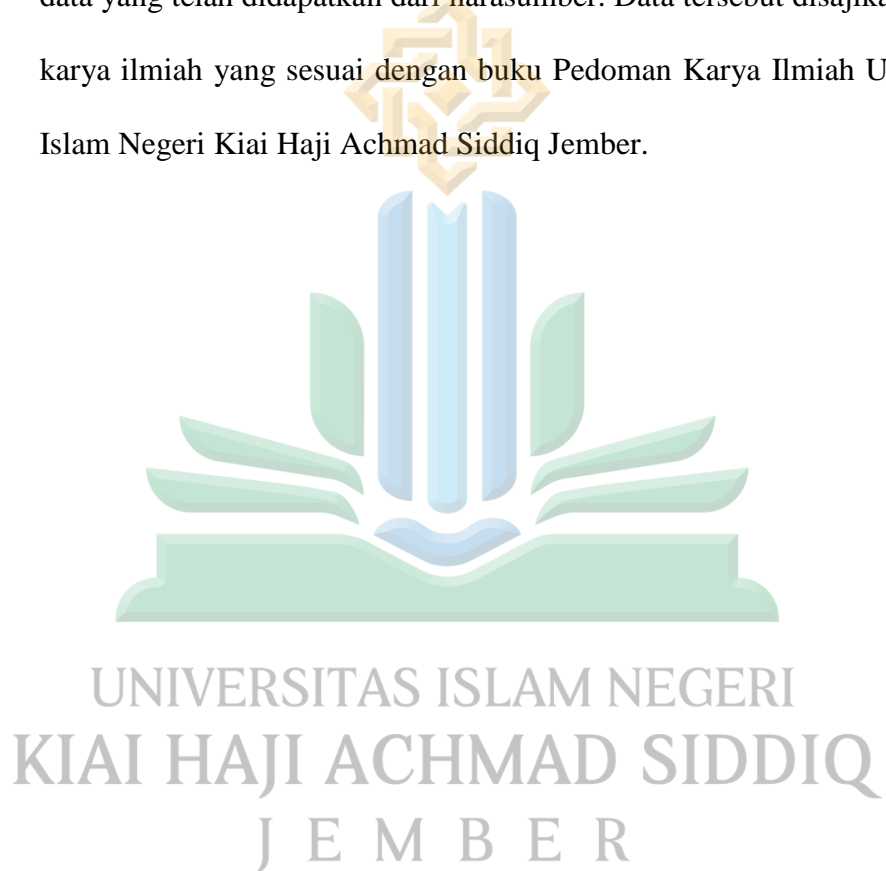 data yang telah didapatkan dari narasumber. Data tersebut disajika
karya ilmiah yang sesuai dengan buku Pedoman Karya Ilmiah U
Islam Negeri Kiai Haji Achmad Siddiq Jember.
UNIVERSITAS ISLAM NEGERI
KIAI HAJI ACHMAD SIDDIQ
JEMBER